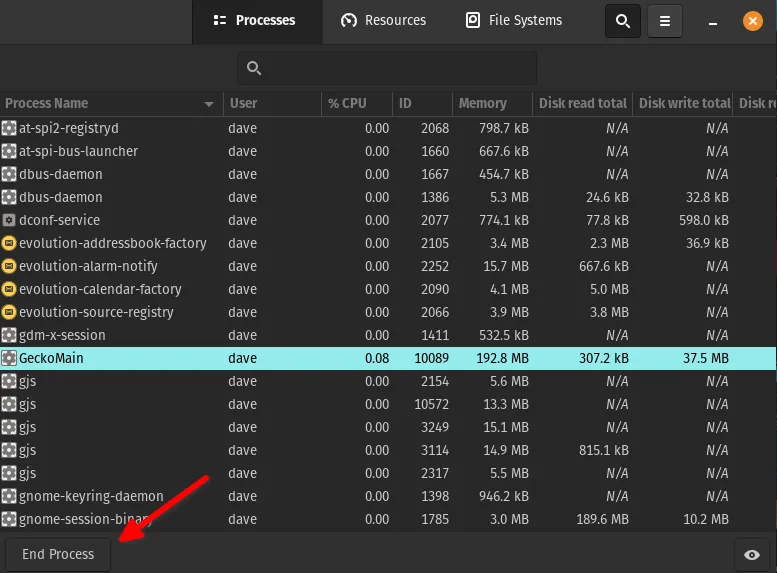 Processes Resources File Systems
Process Name User % CPU ID Memory Disk read total Disk write total Disk r
at-spi2-registryd dave 0.00 2068 798.7 kB N/A N/A
at-spi-bus-launcher dave 0.00 1660 667.6 kB N/A N/A
dbus-daemon dave 0.00 1667 454.7 kB N/A N/A
dbus-daemon dave 0.00 1386 5.3 MB 24.6 kB 32.8 kB
dconf-service dave 0.00 2077 774.1 kB 77.8 kB 598.0 kB
evolution-addressbook-factory dave 0.00 2105 3.4 MB 2.3 MB 36.9 kB
evolution-alarm-notify dave 0.00 2252 15.7 MB 667.6 kB N/A
evolution-calendar-factory dave 0.00 2090 4.1 MB 5.0 MB N/A
evolution-source-registry dave 0.00 2066 3.9 MB 3.8 MB N/A
gdm-x-session dave 0.00 1411 532.5 kB N/A N/A
GeckoMain dave 0.08 10089 192.8 MB 307.2 kB 37.5 MB
gjs dave 0.00 2154 5.6 MB N/A N/A
gjs dave 0.00 10572 13.3 MB N/A N/A
gjs dave 0.00 3249 15.1 MB N/A N/A
gjs dave 0.00 3114 14.9 MB 815.1 kB N/A
gjs dave 0.00 2317 5.5 MB N/A N/A
gnome-keyring-daemon dave 0.00 1398 946.2 kB N/A N/A
gnome-session-binary dave 0.00 1785 3.0 MB 189.6 MB 10.2 MB
End Process